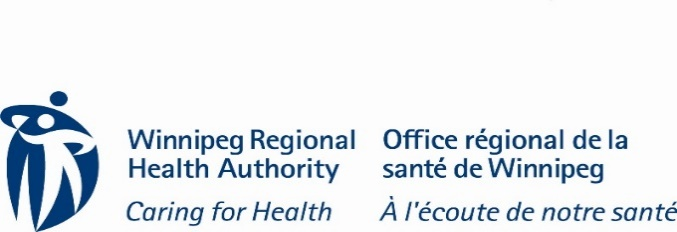 Winnipeg Regional
Health Authority
Caring for Health
Office régional de la
santé de Winnipeg
À l'écoute de notre santé